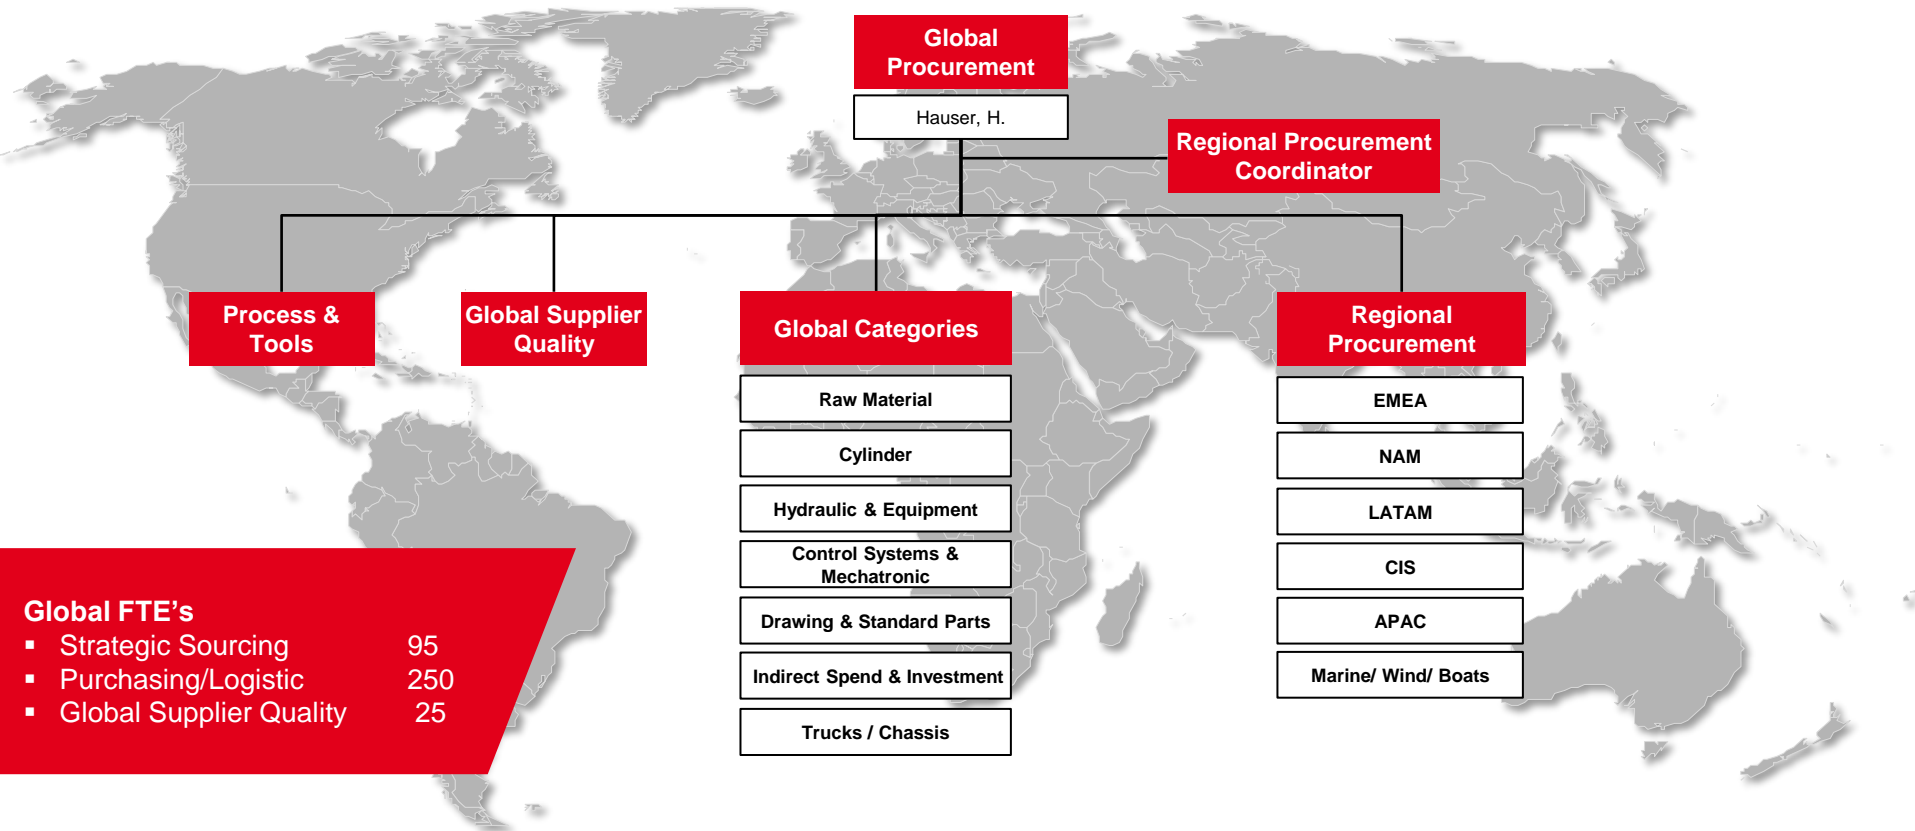 Global
Procurement
Hauser, H.
Regional Procurement
Coordinator
Process &
Tools
Global Supplier
Quality
Global Categories
Raw Material
Cylinder
Hydraulic & Equipment
Control Systems &
Mechatronic
Drawing & Standard Parts
Indirect Spend & Investment
Trucks / Chassis
Regional
Procurement
EMEA
NAM
LATAM
CIS
APAC
Marine/ Wind/ Boats
Global FTE’s
▪ Strategic Sourcing 95
▪ Purchasing/Logistic 250
▪ Global Supplier Quality 25